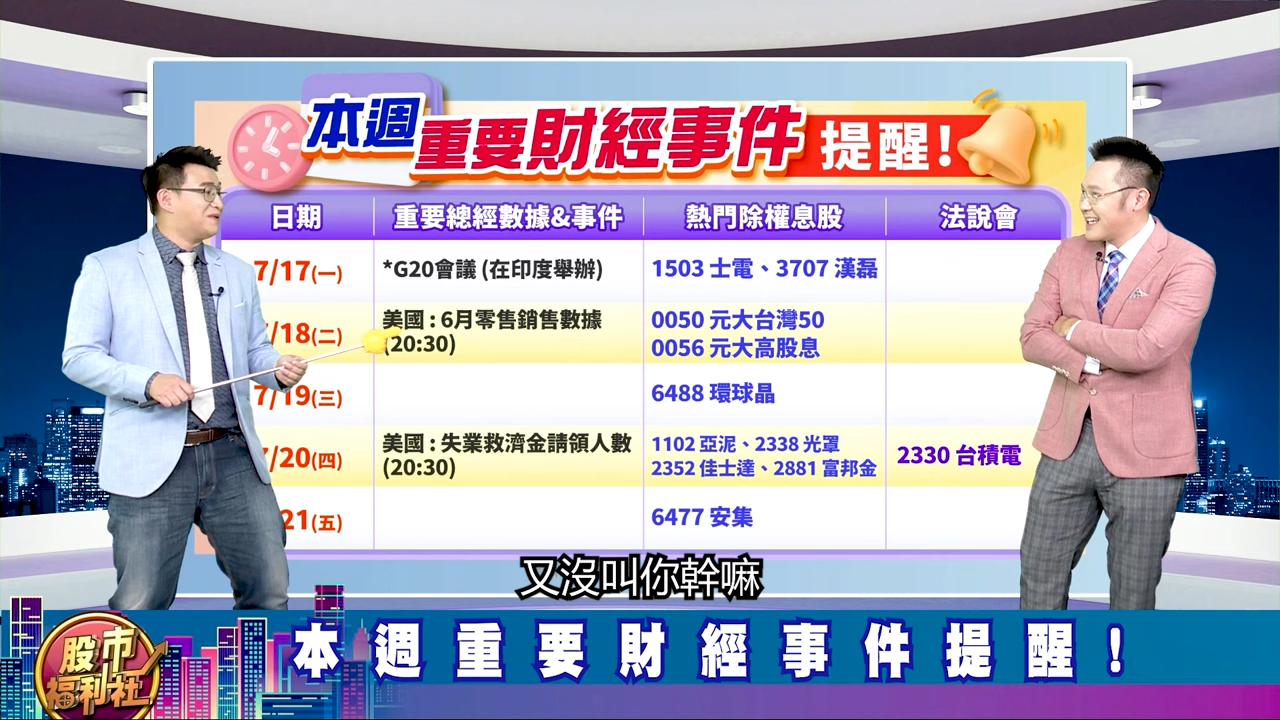 本週重要財經事件提醒!
日期 重要總經數據&事件 熱門除權息股 法說會
7/17(一) *G20會議 (在印度舉辦) 1503 士電、3707 漢磊
/18(二) 美國 : 6月零售銷售數據 0050 元大台灣50
(20:30) 0056 元大高股息
7/19(三) 6488 環球晶
/20(四) 美國 : 失業救濟金請領人數 1102 亞泥、2338 光罩 2330 台積電
(20:30) 2352 佳士達、2881 富邦金
21(五) 6477 安集
又沒叫你幹嘛
本週重要財經事件提醒!
股市
福利社